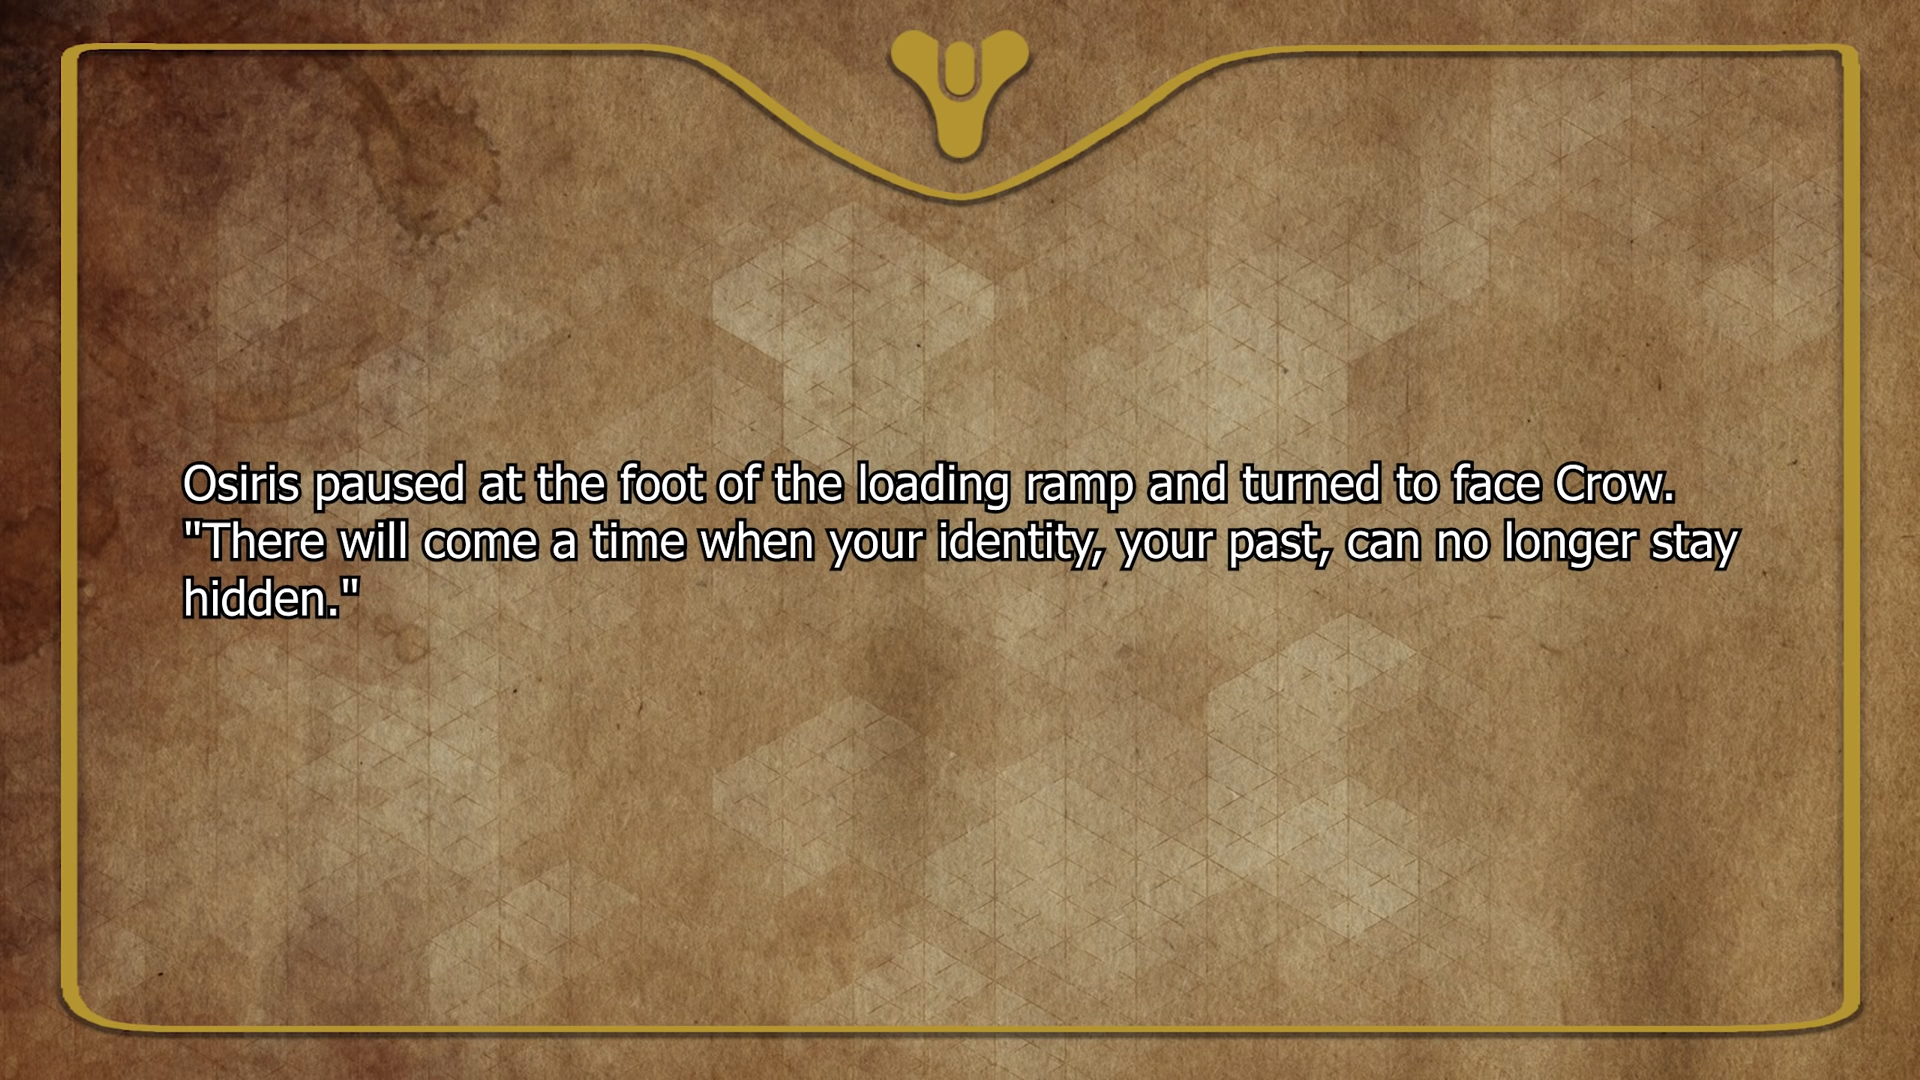 Osiris paused at the foot of the loading ramp and turned to face Crow.
"There will come a time when your identity, your past, can no longer stay
hidden."